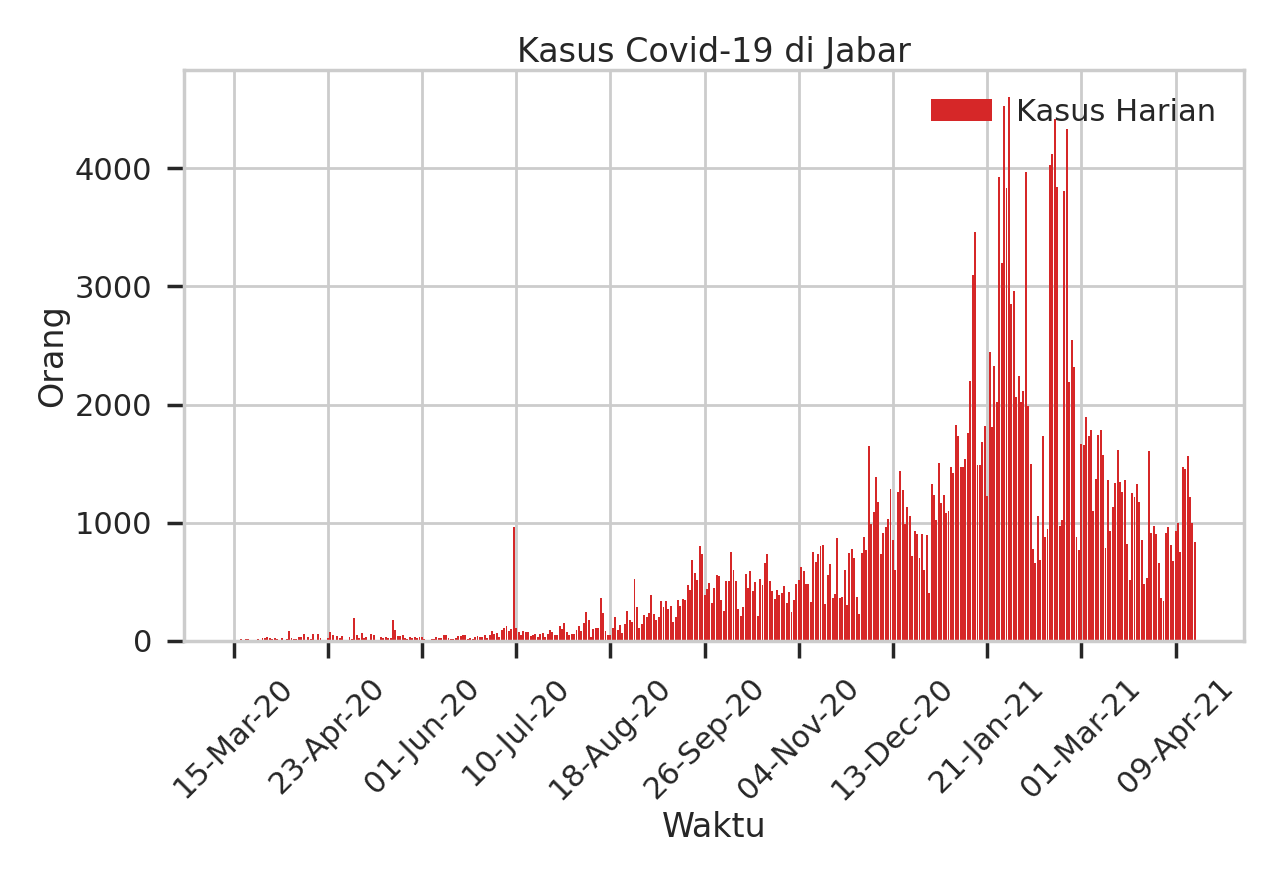 Kasus Covid-19 di Jabar
Kasus Harian
Orang
4000
3000
2000
1000
0
15-Mar-20
23-Apr-20
01-Jun-20
10-Jul-20
18-Aug-20
26-Sep-20
04-Nov-20
13-Dec-20
21-Jan-21
01-Mar-21
09-Apr-21
Waktu